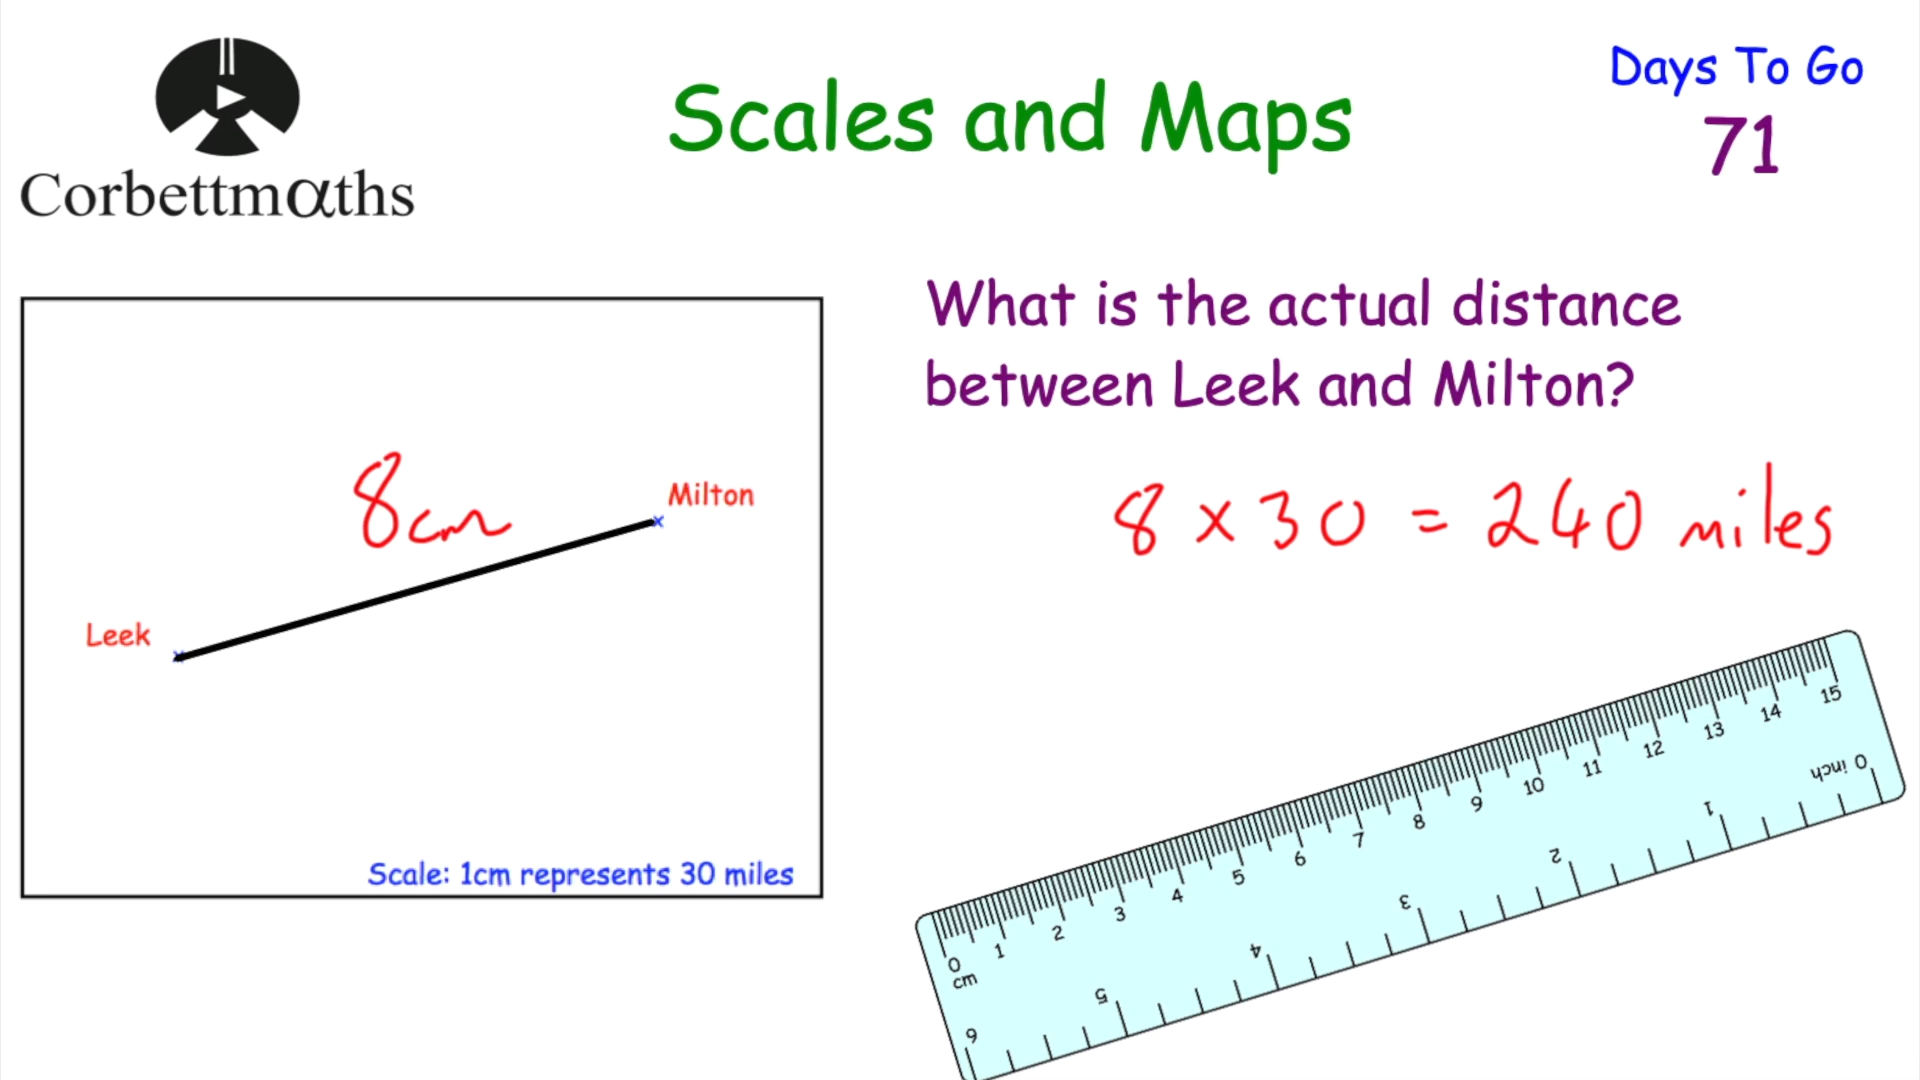 Corbettmαths
Scales and Maps
Days To Go
71
What is the actual distance
between Leek and Milton?
8 × 30 = 240 miles
8cm
Milton
Leek
Scale: 1cm represents 30 miles
0 1 2 3 4 5 6 7 8 9 10 11 12 13 14 15
cm
0 inch 1 2 3 4 5 6